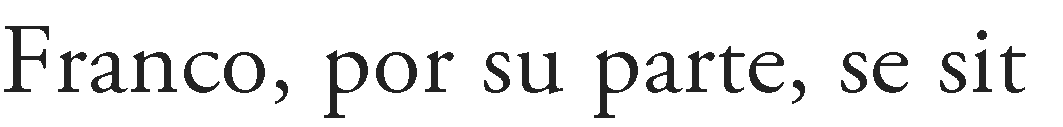 Franco, por su parte, se sit